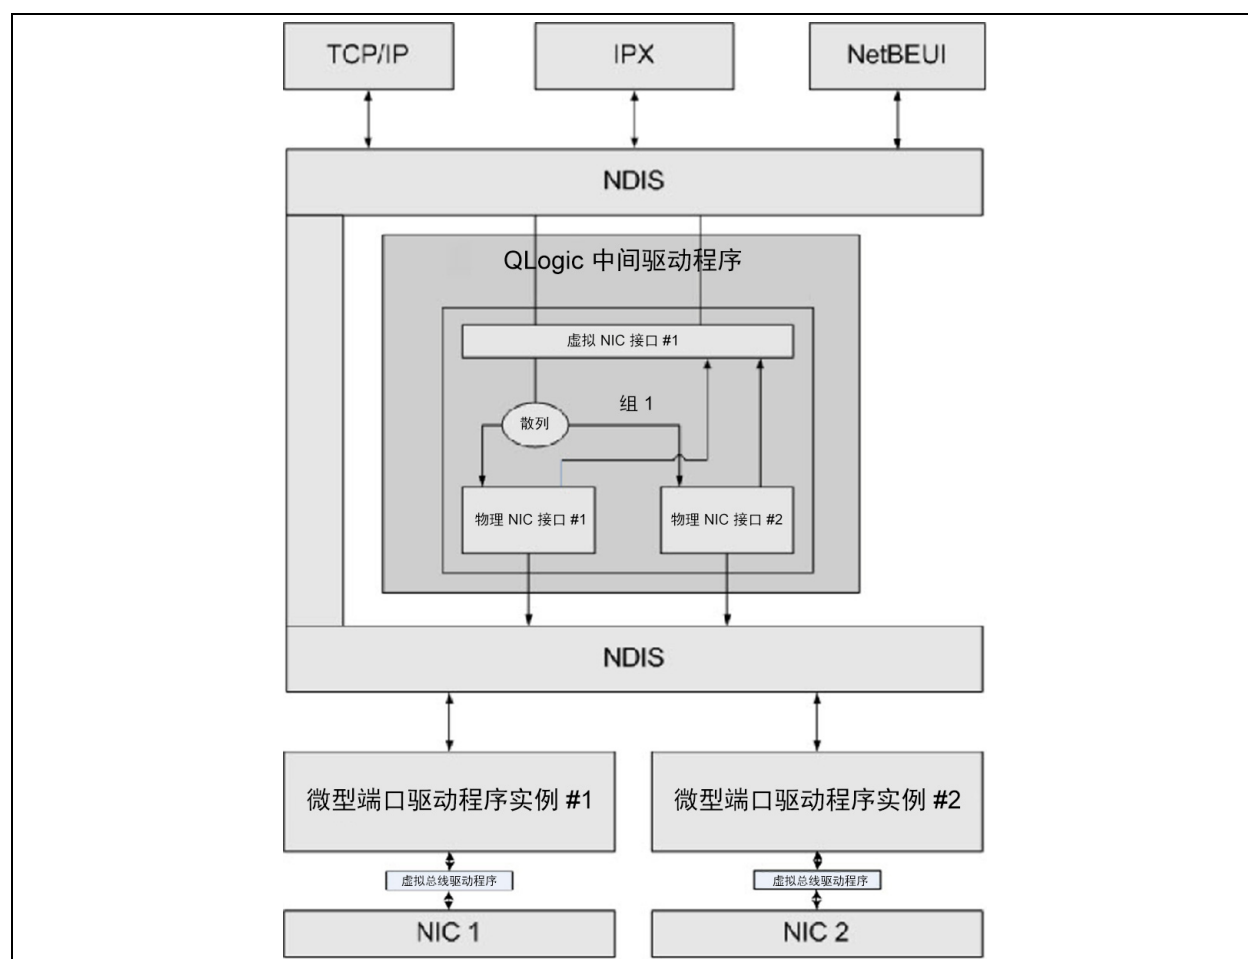 TCP/IP
IPX
NetBEUI
NDIS
QLogic 中间驱动程序
虚拟 NIC 接口 #1
组 1
散列
物理 NIC 接口 #1
物理 NIC 接口 #2
NDIS
微型端口驱动程序实例 #1
微型端口驱动程序实例 #2
虚拟总线驱动程序
虚拟总线驱动程序
NIC 1
NIC 2